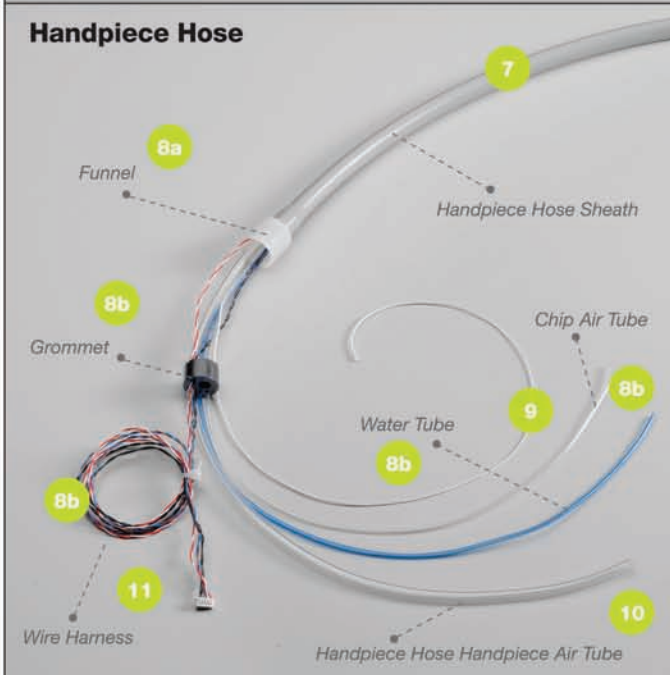 Handpiece Hose
7
8a
Funnel
Handpiece Hose Sheath
8b
Grommet
Chip Air Tube
8b
9
Water Tube
8b
8b
11
10
Wire Harness
Handpiece Hose Handpiece Air Tube